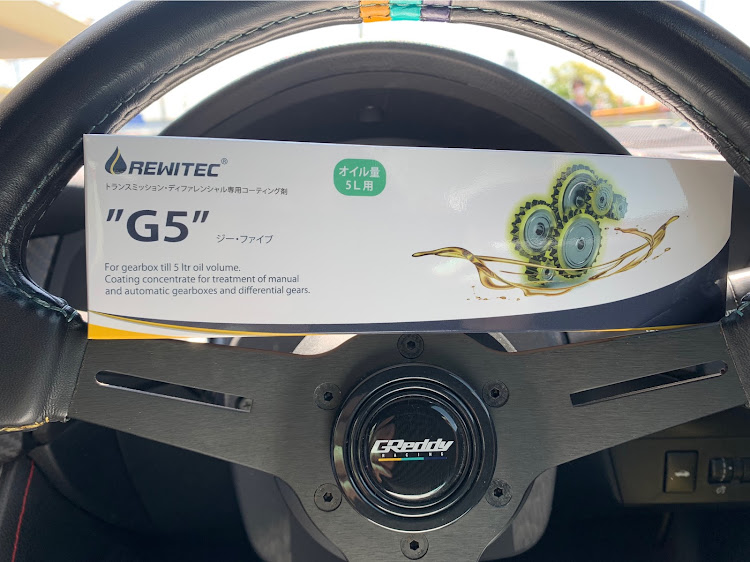 REWITEC®
トランスミッション・ディファレンシャル専用コーティング剤
オイル量
5L用
"G5" ジー・ファイブ
For gearbox till 5 ltr oil volume.
Coating concentrate for treatment of manual
and automatic gearboxes and differential gears.
GReddy
RACING